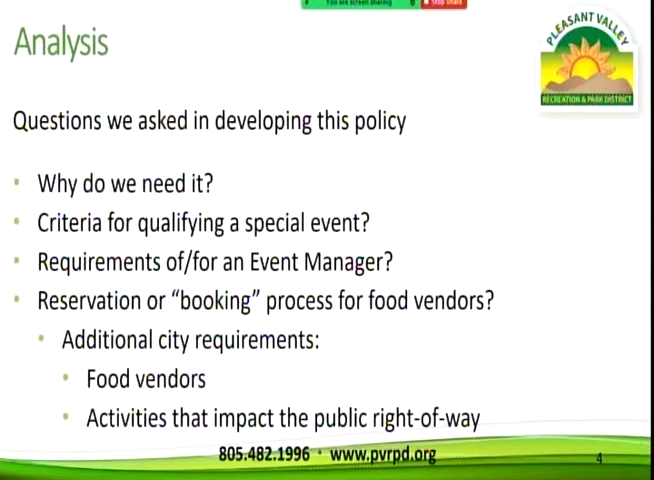 You are screen sharing
Stop Share
Analysis
PLEASANT VALLEY
RECREATION & PARK DISTRICT
Questions we asked in developing this policy
• Why do we need it?
• Criteria for qualifying a special event?
• Requirements of/for an Event Manager?
• Reservation or “booking” process for food vendors?
• Additional city requirements:
• Food vendors
• Activities that impact the public right-of-way
805.482.1996 · www.pvrpd.org
4